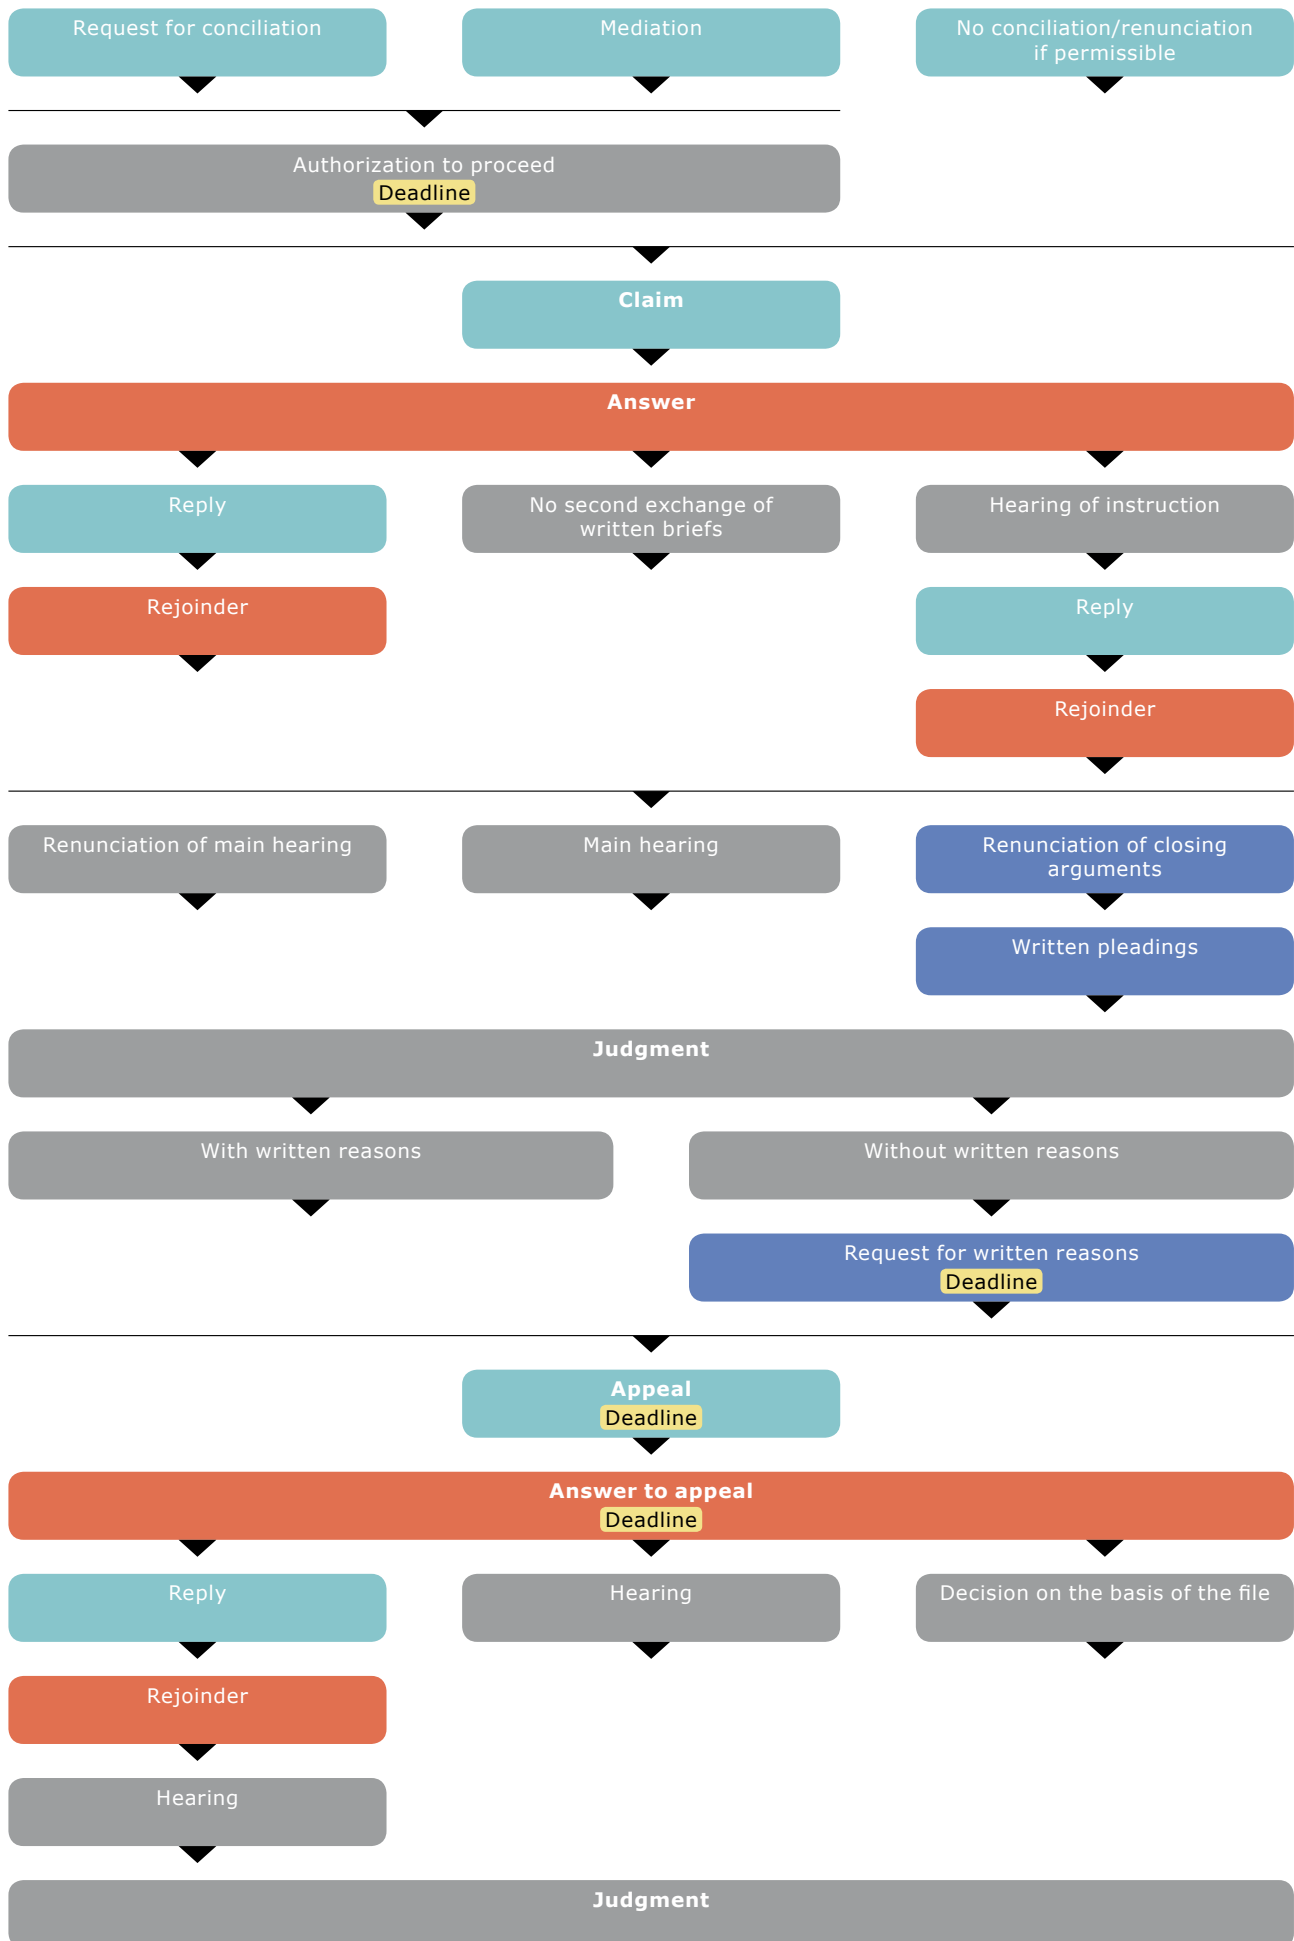 Request for conciliation
Mediation
No conciliation/renunciation
if permissible
Authorization to proceed
Deadline
Claim
Answer
Reply
No second exchange of
written briefs
Hearing of instruction
Rejoinder
Reply
Rejoinder
Renunciation of main hearing
Main hearing
Renunciation of closing
arguments
Written pleadings
Judgment
With written reasons
Without written reasons
Request for written reasons
Deadline
Appeal
Deadline
Answer to appeal
Deadline
Reply
Hearing
Decision on the basis of the file
Rejoinder
Hearing
Judgment